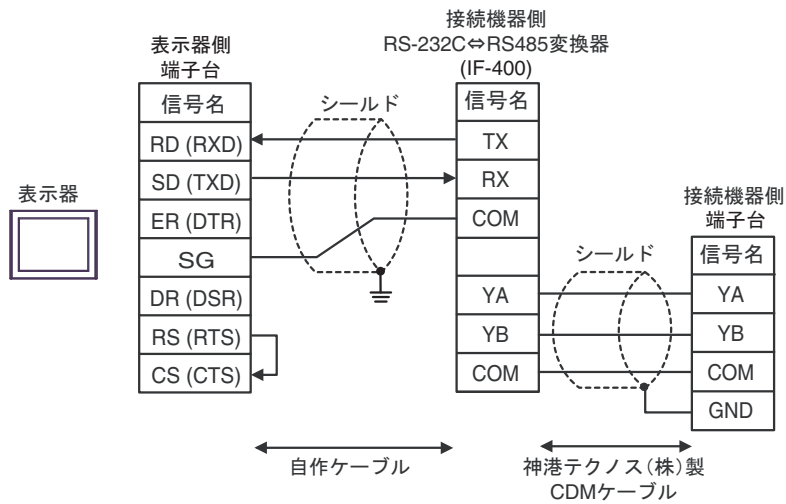 表示器
表示器側
端子台
信号名
RD (RXD)
SD (TXD)
ER (DTR)
SG
DR (DSR)
RS (RTS)
CS (CTS)
シールド
自作ケーブル
接続機器側
RS-232C⇔RS485変換器
(IF-400)
信号名
TX
RX
COM
YA
YB
COM
シールド
神港テクノス(株)製
CDMケーブル
接続機器側
端子台
信号名
YA
YB
COM
GND